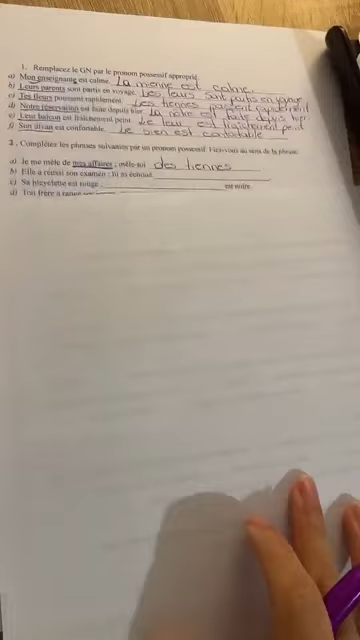 1. Remplacez le GN par le pronom possessif approprié.
a) Mon enseignante est calme. La mienne est calme.
b) Leurs parents sont partis en voyage. Les leurs sont partis en voyage
c) Tes fleurs poussent rapidement. Les tiennes poussent rapidement
d) Notre réservation est faite depuis hier. La notre est faite depuis hier
e) Leur balcon est fraîchement peint. Le leur est fraîchement peint
f) Son divan est confortable. Le bien est confortable
2. Complétez les phrases suivantes par un pronom possessif. au sens de la phrase.
a) Je me mêle de mes affaires ; mêle-toi des tiennes
b) Elle a réussi son examen ; tu as échoué
c) Sa bicyclette est rouge ; est noire.
d) Ton frère a